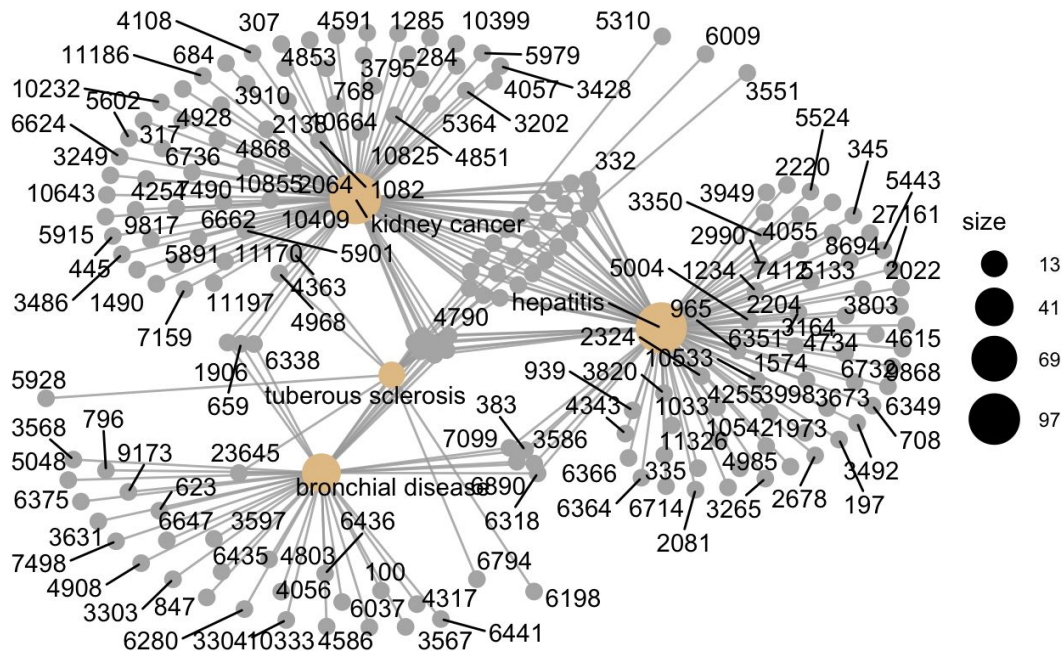 4108 307 4591 1285 10399 5310 6009
11186 684 4853 3795 284 5979
10232 3910 768 4057 3428 3551
5602 4928 2138 10664 5364 3202 5524
6624 317 4868 10825 4851 332 2220 345
3249 6736
10643 4254 7490 10855 2064 1082 3949 5443
9817 6662 10409 kidney cancer 3350 4055 27161 size
5915 5891 11170 5901 2990 8694
445 4363 5004 1234 7412 5133 2022 13
3486 1490 11197 hepatitis 965 2204 3803 41
7159 4968 4790 2324 6351 3164 4615
6338 10533 1574 4734 69
1906 939 3820 6732 9868
5928 659 tuberous sclerosis 4255 3998 3673 6349
796 383 4343 1033 97
3568 9173 23645 7099 3586 11326 10542 1973 708
5048 bronchial disease 6366 335 4985 3492
6375 623 6890 6364 6714 3265 2678 197
3631 6647 3597 6436 6318 2081
7498 6435 4803 6794
4908 4056 100 6198
3303 847 6037 4317
6280 3304 10333 4586 3567 6441